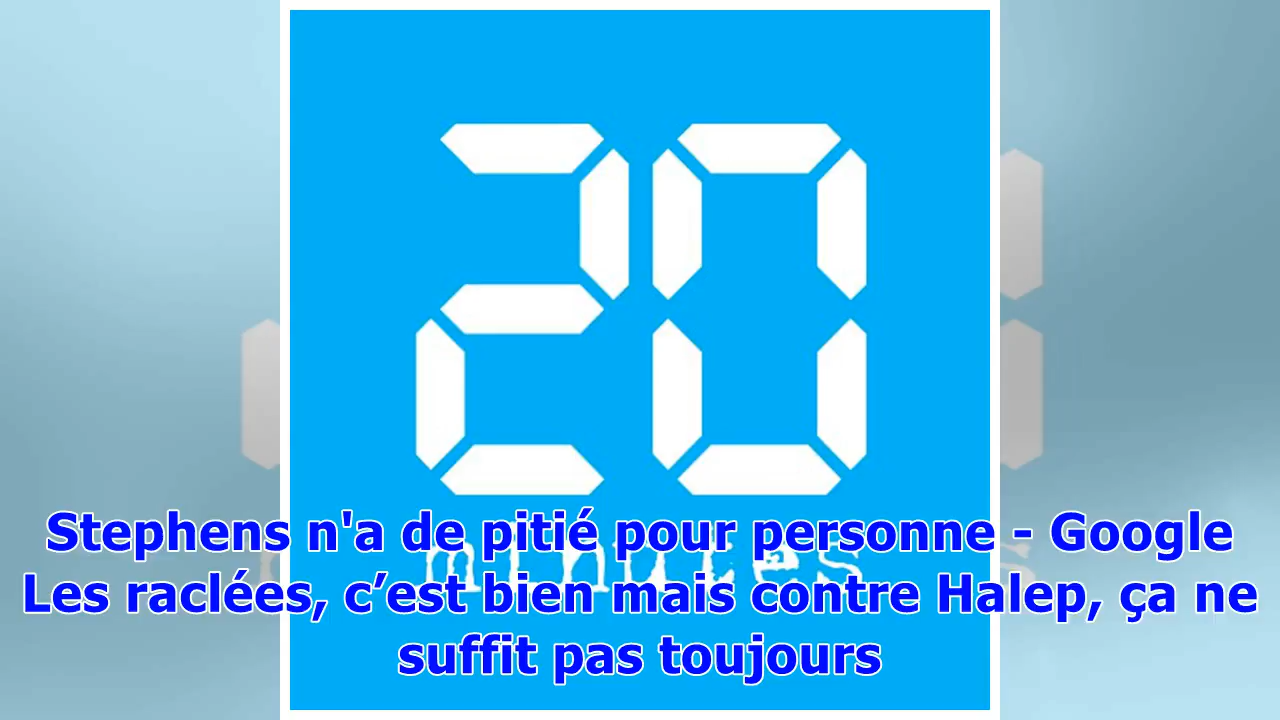 20
minutes
Stephens n'a de pitié pour personne - Google
Les raclées, c’est bien mais contre Halep, ça ne
suffit pas toujours